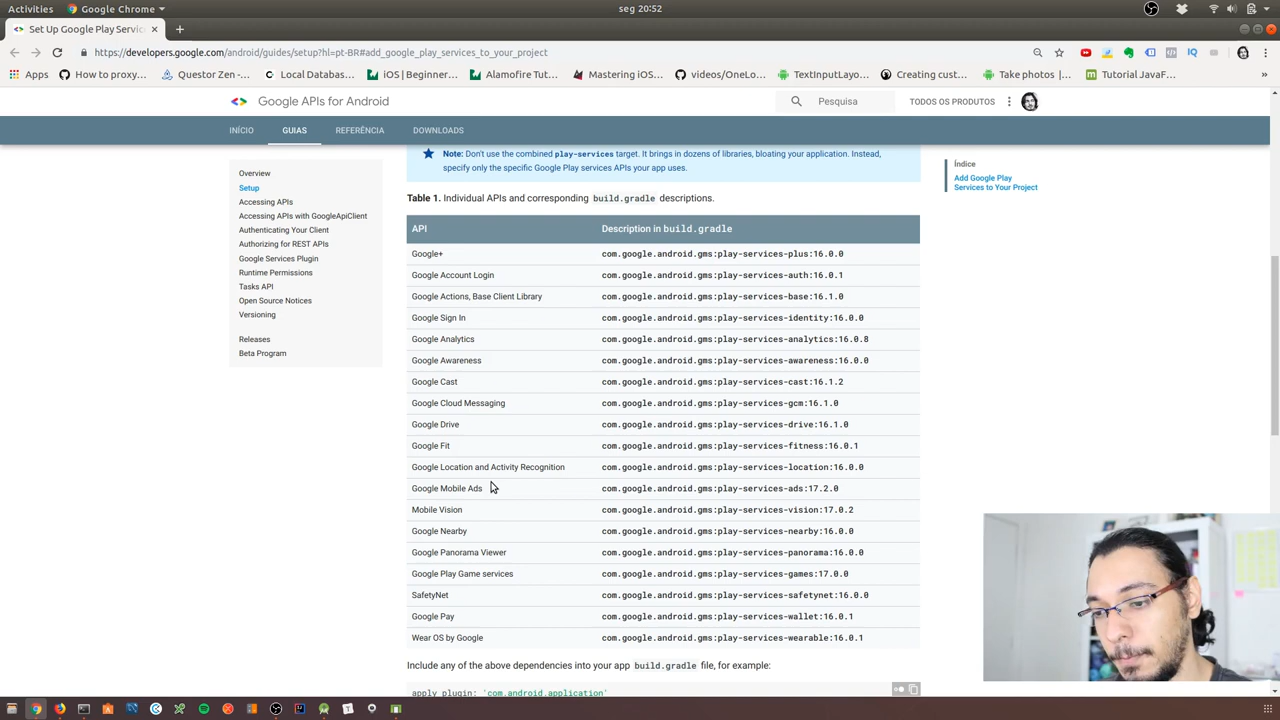 Activities
Google Chrome
seg 20:52
Set Up Google Play Servic
https://developers.google.com/android/guides/setup?hl=pt-BR#add_google_play_services_to_your_project
Apps
How to proxy...
Questor Zen -...
Local Databas...
iOS | Beginner...
Alamofire Tut...
Mastering iOS...
videos/OneLo...
TextInputLayo...
Creating cust...
Take photos |...
Tutorial JavaF...
»
Google APIs for Android
Pesquisa
TODOS OS PRODUTOS
INÍCIO
GUIAS
REFERÊNCIA
DOWNLOADS
Overview
Setup
Accessing APIs
Accessing APIs with GoogleApiClient
Authenticating Your Client
Authorizing for REST APIs
Google Services Plugin
Runtime Permissions
Tasks API
Open Source Notices
Versioning
Releases
Beta Program
Note: Don't use the combined play-services target. It brings in dozens of libraries, bloating your application. Instead,
specify only the specific Google Play services APIs your app uses.
Table 1. Individual APIs and corresponding build.gradle descriptions.
API Description in build.gradle
Google+ com.google.android.gms:play-services-plus:16.0.0
Google Account Login com.google.android.gms:play-services-auth:16.0.1
Google Actions, Base Client Library com.google.android.gms:play-services-base:16.1.0
Google Sign In com.google.android.gms:play-services-identity:16.0.0
Google Analytics com.google.android.gms:play-services-analytics:16.0.8
Google Awareness com.google.android.gms:play-services-awareness:16.0.0
Google Cast com.google.android.gms:play-services-cast:16.1.2
Google Cloud Messaging com.google.android.gms:play-services-gcm:16.1.0
Google Drive com.google.android.gms:play-services-drive:16.1.0
Google Fit com.google.android.gms:play-services-fitness:16.0.1
Google Location and Activity Recognition com.google.android.gms:play-services-location:16.0.0
Google Mobile Ads com.google.android.gms:play-services-ads:17.2.0
Mobile Vision com.google.android.gms:play-services-vision:17.0.2
Google Nearby com.google.android.gms:play-services-nearby:16.0.0
Google Panorama Viewer com.google.android.gms:play-services-panorama:16.0.0
Google Play Game services com.google.android.gms:play-services-games:17.0.0
SafetyNet com.google.android.gms:play-services-safetynet:16.0.0
Google Pay com.google.android.gms:play-services-wallet:16.0.1
Wear OS by Google com.google.android.gms:play-services-wearable:16.0.1
Include any of the above dependencies into your app build.gradle file, for example:
apply plugin: 'com.android.application'
Índice
Add Google Play
Services to Your Project